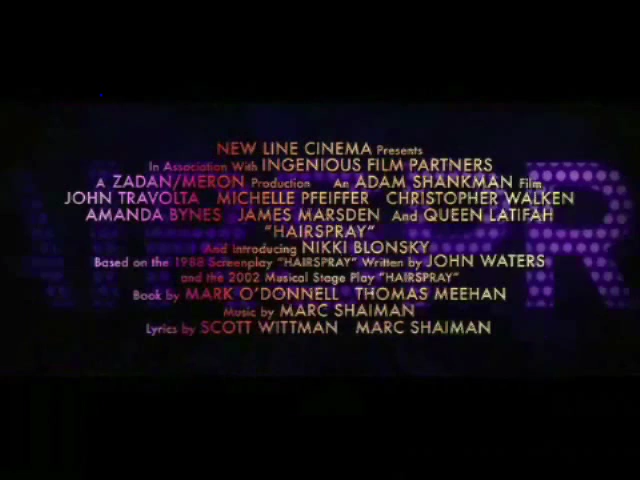 NEW LINE CINEMA Presents
In Association With INGENIOUS FILM PARTNERS
A ZADAN/MERON Production An ADAM SHANKMAN Film
JOHN TRAVOLTA MICHELLE PFEIFFER CHRISTOPHER WALKEN
AMANDA BYNES JAMES MARSDEN And QUEEN LATIFAH
"HAIRSPRAY"
And Introducing NIKKI BLONSKY
Based on the 1988 Screenplay "HAIRSPRAY" Written by JOHN WATERS
and the 2002 Musical Stage Play "HAIRSPRAY"
Book by MARK O'DONNELL THOMAS MEEHAN
Music by MARC SHAIMAN
Lyrics by SCOTT WITTMAN MARC SHAIMAN